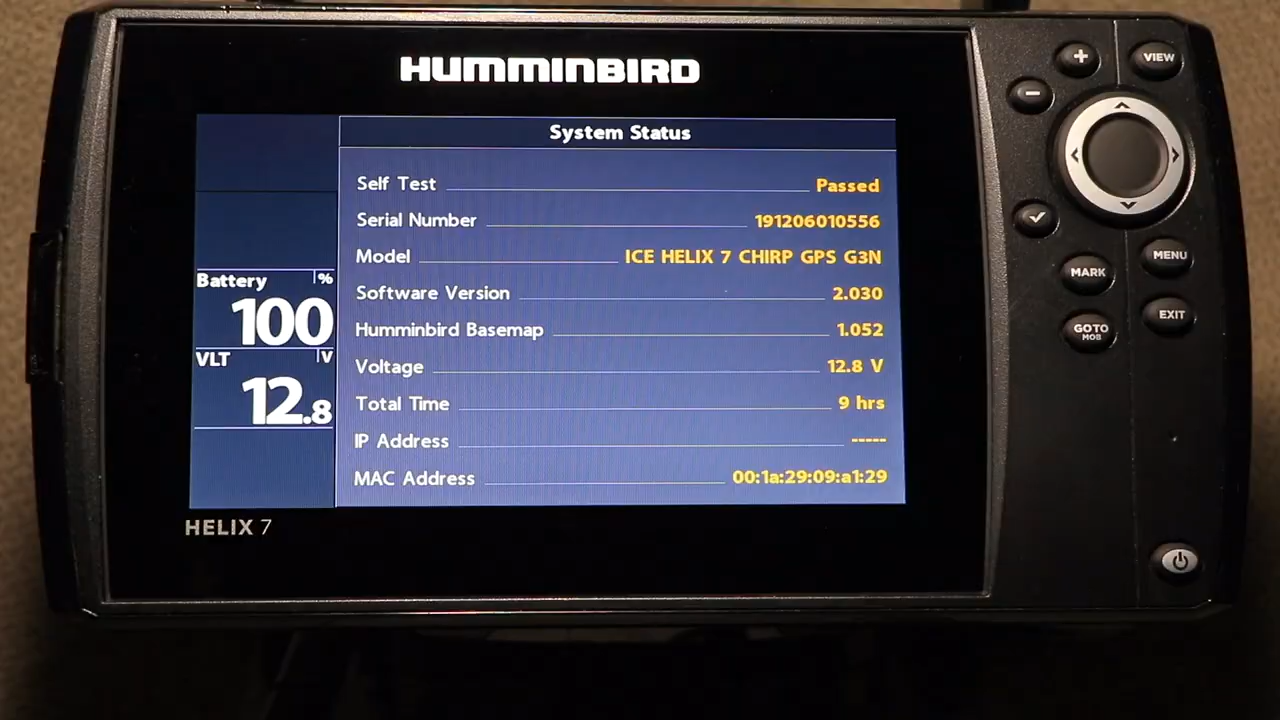 HUMMINBIRD
System Status
Self Test Passed
Serial Number 191206010556
Model ICE HELIX 7 CHIRP GPS G3N
Software Version 2.030
Humminbird Basemap 1.052
Voltage 12.8 V
Total Time 9 hrs
IP Address -----
MAC Address 00:1a:29:09:a1:29
Battery %
100
VLT V
12.8
HELIX 7
+
VIEW
-
MARK
MENU
GOTO
MOB
EXIT